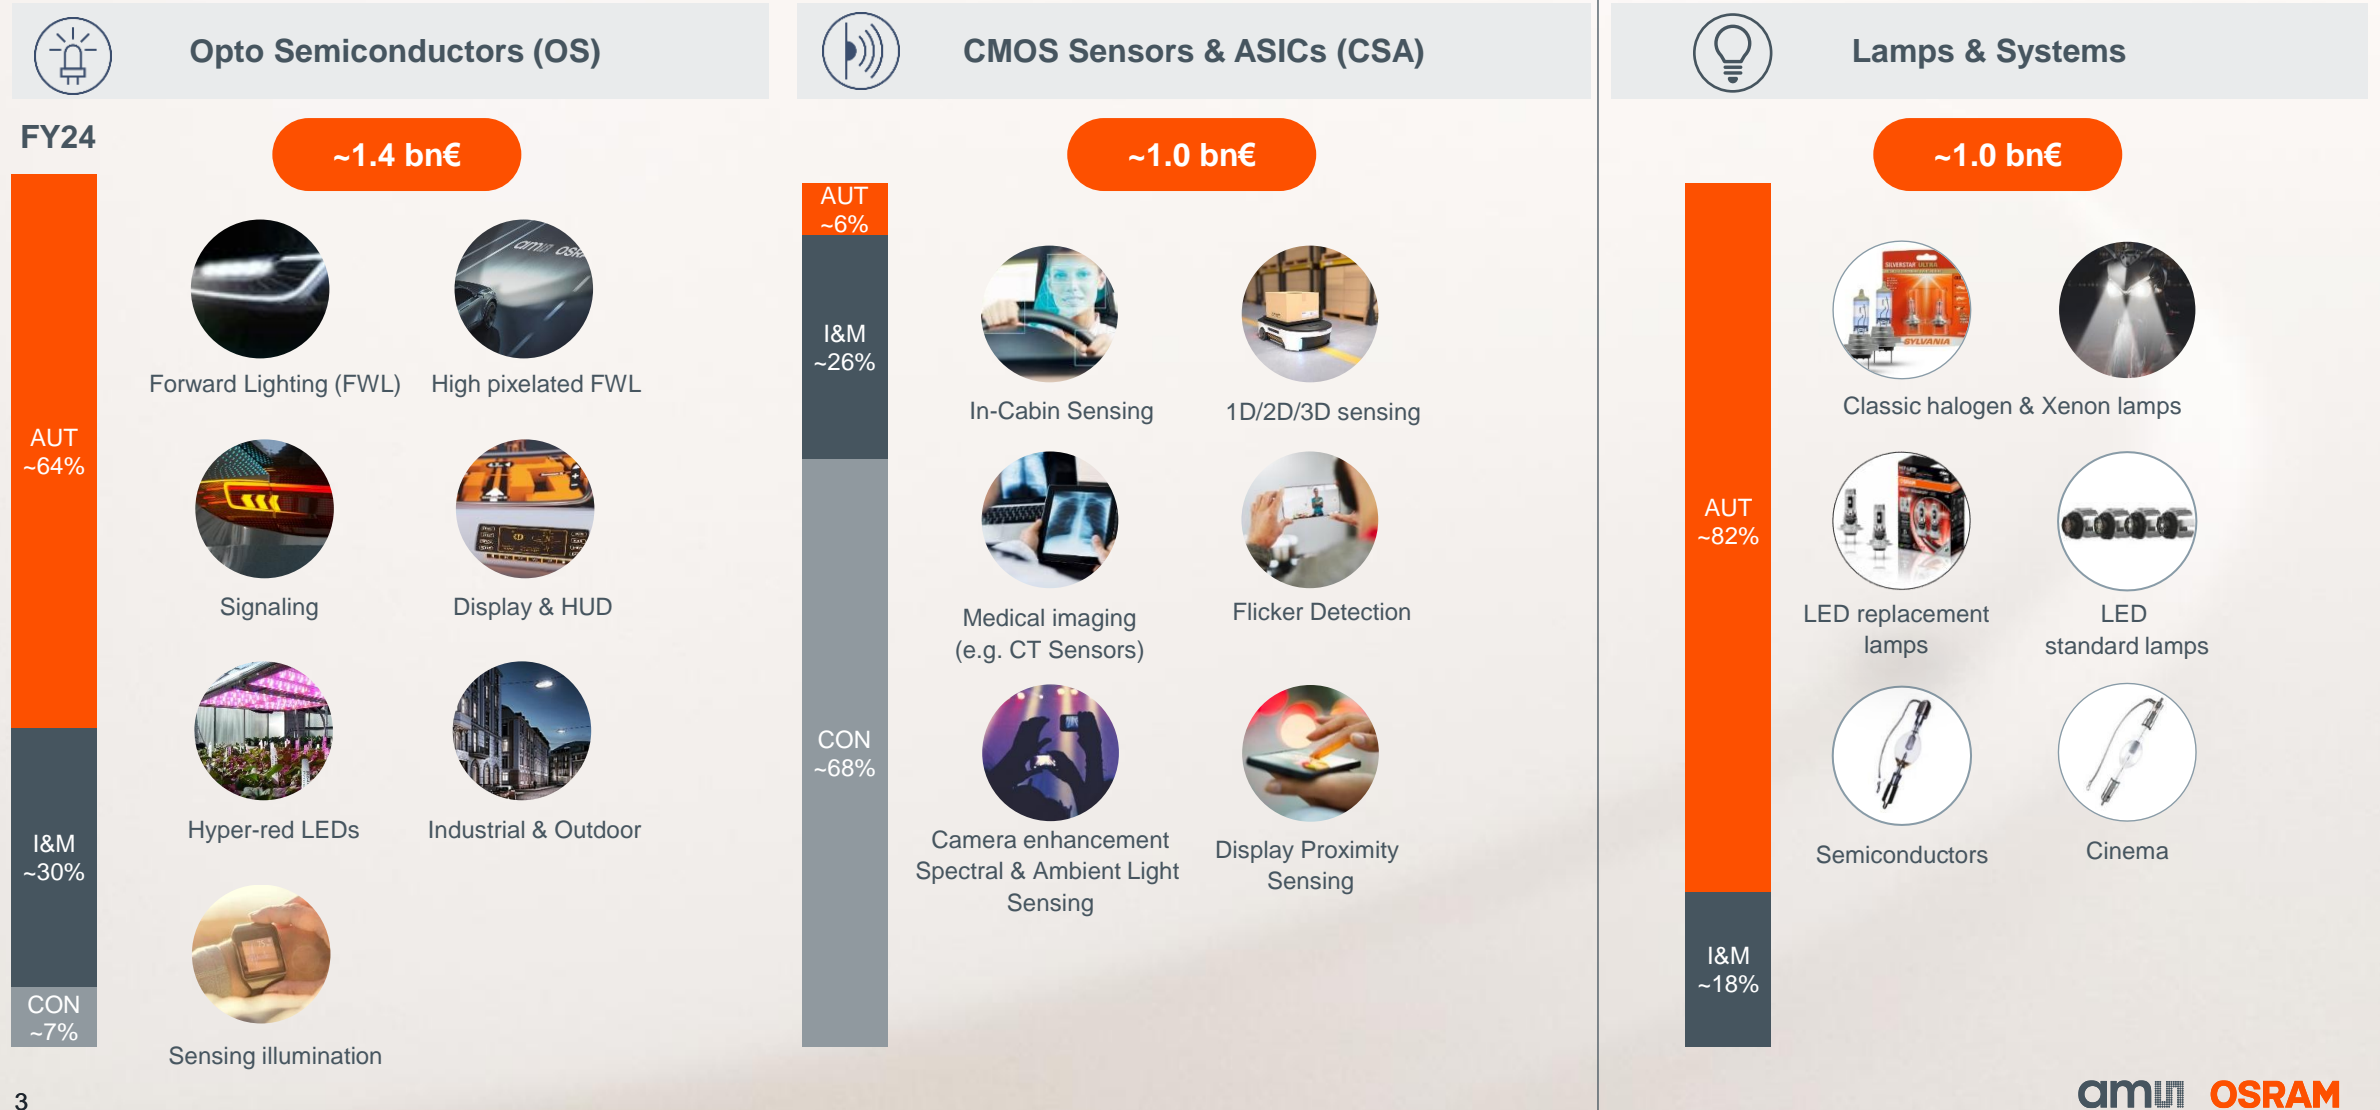 Opto Semiconductors (OS)
FY24
~1.4 bn€
AUT
~64%
I&M
~30%
CON
~7%
Forward Lighting (FWL)
High pixelated FWL
Signaling
Display & HUD
Hyper-red LEDs
Industrial & Outdoor
Sensing illumination
CMOS Sensors & ASICs (CSA)
~1.0 bn€
AUT
~6%
I&M
~26%
CON
~68%
In-Cabin Sensing
1D/2D/3D sensing
Medical imaging
(e.g. CT Sensors)
Flicker Detection
Camera enhancement
Spectral & Ambient Light
Sensing
Display Proximity
Sensing
Lamps & Systems
~1.0 bn€
AUT
~82%
I&M
~18%
SILVERSTAR ULTRA
SYLVANIA
Classic halogen & Xenon lamps
LED replacement
lamps
LED
standard lamps
Semiconductors
Cinema
3
am OSRAM